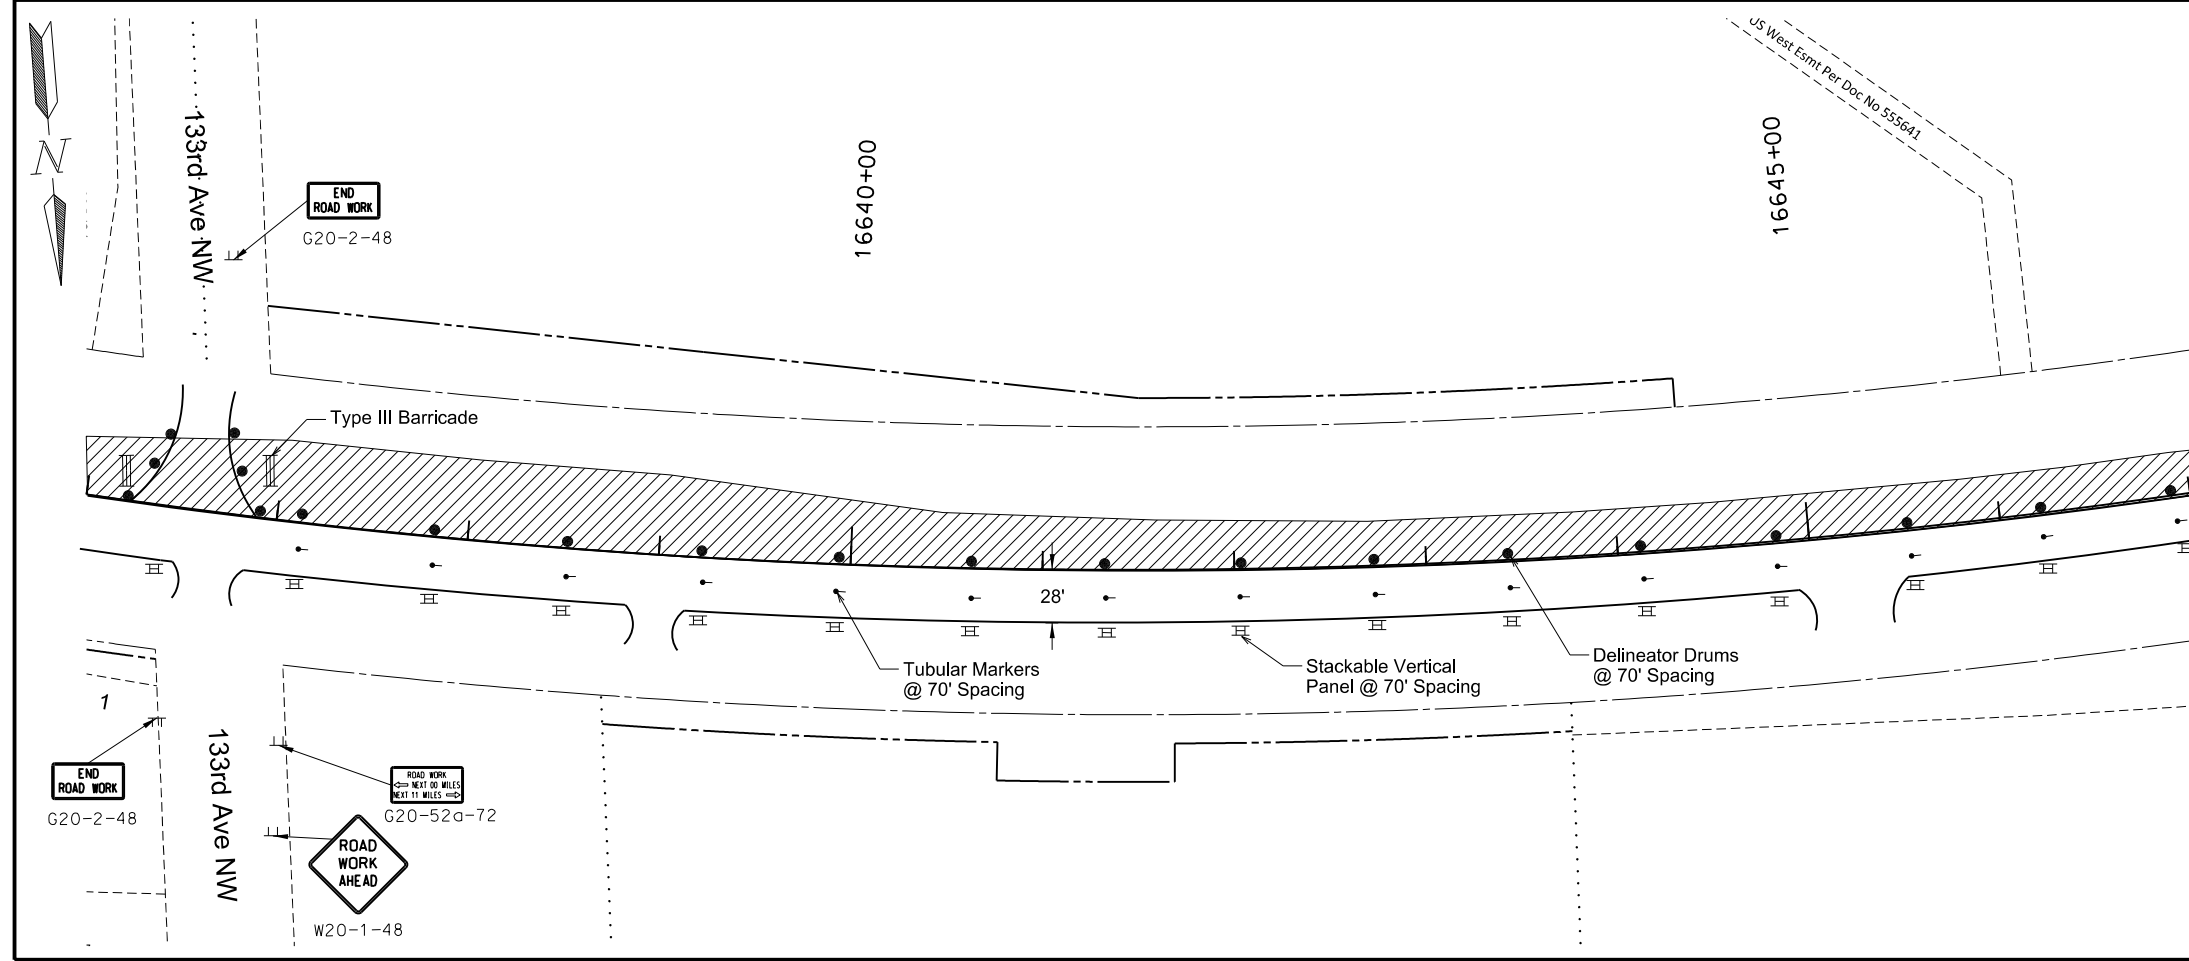 US West Esmt Per Doc No 555641
133rd Ave NW
N
END
ROAD WORK
G20-2-48
16640+00
16645+00
Type III Barricade
28'
Tubular Markers
@ 70' Spacing
Stackable Vertical
Panel @ 70' Spacing
Delineator Drums
@ 70' Spacing
1
END
ROAD WORK
G20-2-48
133rd Ave NW
ROAD WORK
NEXT 00 MILES
NEXT 11 MILES
G20-52a-72
ROAD
WORK
AHEAD
W20-1-48